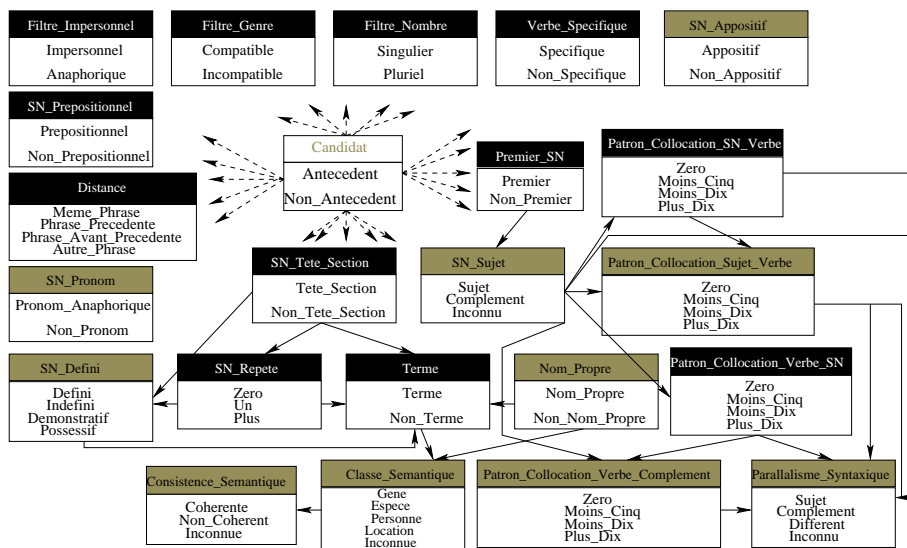 Filtre_Impersonnel
Impersonnel
Anaphorique
Filtre_Genre
Compatible
Incompatible
Filtre_Nombre
Singulier
Pluriel
Verbe_Specifique
Specifique
Non_Specifique
SN_Appositif
Appositif
Non_Appositif
SN_Prepositionnel
Prepositionnel
Non_Prepositionnel
Candidat
Antecedent
Non_Antecedent
Premier_SN
Premier
Non_Premier
Patron_Collocation_SN_Verbe
Zero
Moins_Cinq
Moins_Dix
Plus_Dix
Distance
Meme_Phrase
Phrase_Precedente
Phrase_Avant_Precedente
Autre_Phrase
SN_Tete_Section
Tete_Section
Non_Tete_Section
SN_Sujet
Sujet
Complement
Inconnu
Patron_Collocation_Sujet_Verbe
Zero
Moins_Cinq
Moins_Dix
Plus_Dix
SN_Pronom
Pronom_Anaphorique
Non_Pronom
SN_Defini
Defini
Indefini
Demonstratif
Possessif
SN_Repete
Zero
Un
Plus
Terme
Terme
Non_Terme
Nom_Propre
Nom_Propre
Non_Nom_Propre
Patron_Collocation_Verbe_SN
Zero
Moins_Cinq
Moins_Dix
Plus_Dix
Consistence_Semantique
Coherente
Non_Coherent
Inconnue
Classe_Semantique
Gene
Espece
Personne
Location
Inconnue
Patron_Collocation_Verbe_Complement
Zero
Moins_Cinq
Moins_Dix
Plus_Dix
Parallalisme_Syntaxique
Sujet
Complement
Different
Inconnu